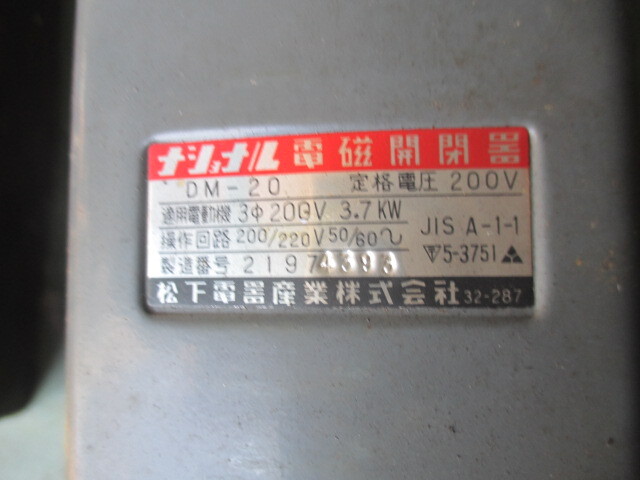 ナショナル 電磁開閉器
DM-20 定格電圧 200V
適用電動機 3Φ 200V 3.7KW
操作回路 200/220V 50/60〜
JIS A-1-1
製造番号 21974393
▽5-3751
松下電器産業株式会社 32-287